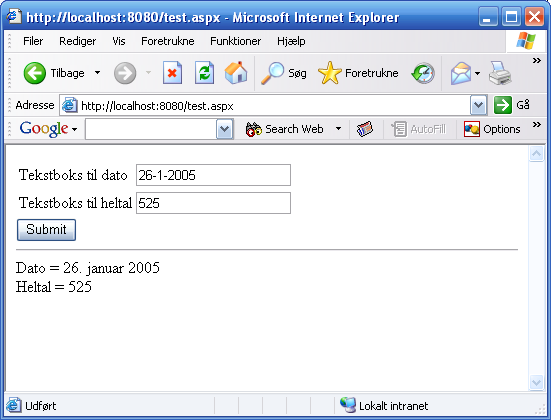 http://localhost:8080/test.aspx - Microsoft Internet Explorer
Filer Rediger Vis Foretrukne Funktioner Hjælp
Tilbage Søg Foretrukne
Adresse http://localhost:8080/test.aspx Gå
Google Search Web AutoFill Options
Tekstboks til dato 26-1-2005
Tekstboks til heltal 525
Submit
Dato = 26. januar 2005
Heltal = 525
Udført Lokalt intranet